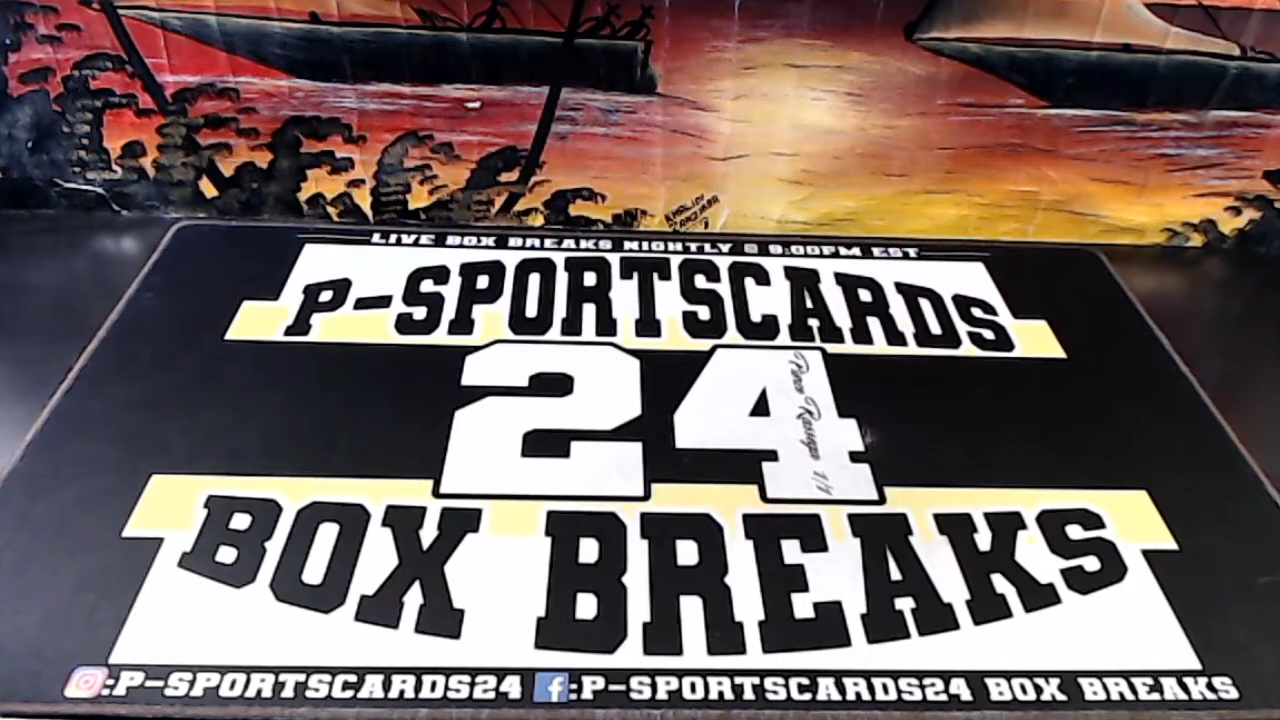 LIVE BOX BREAKS NIGHTLY @ 9:00PM EST
P-SPORTSCARDS
24
BOX BREAKS
:P-SPORTSCARDS24 :P-SPORTSCARDS24 BOX BREAKS